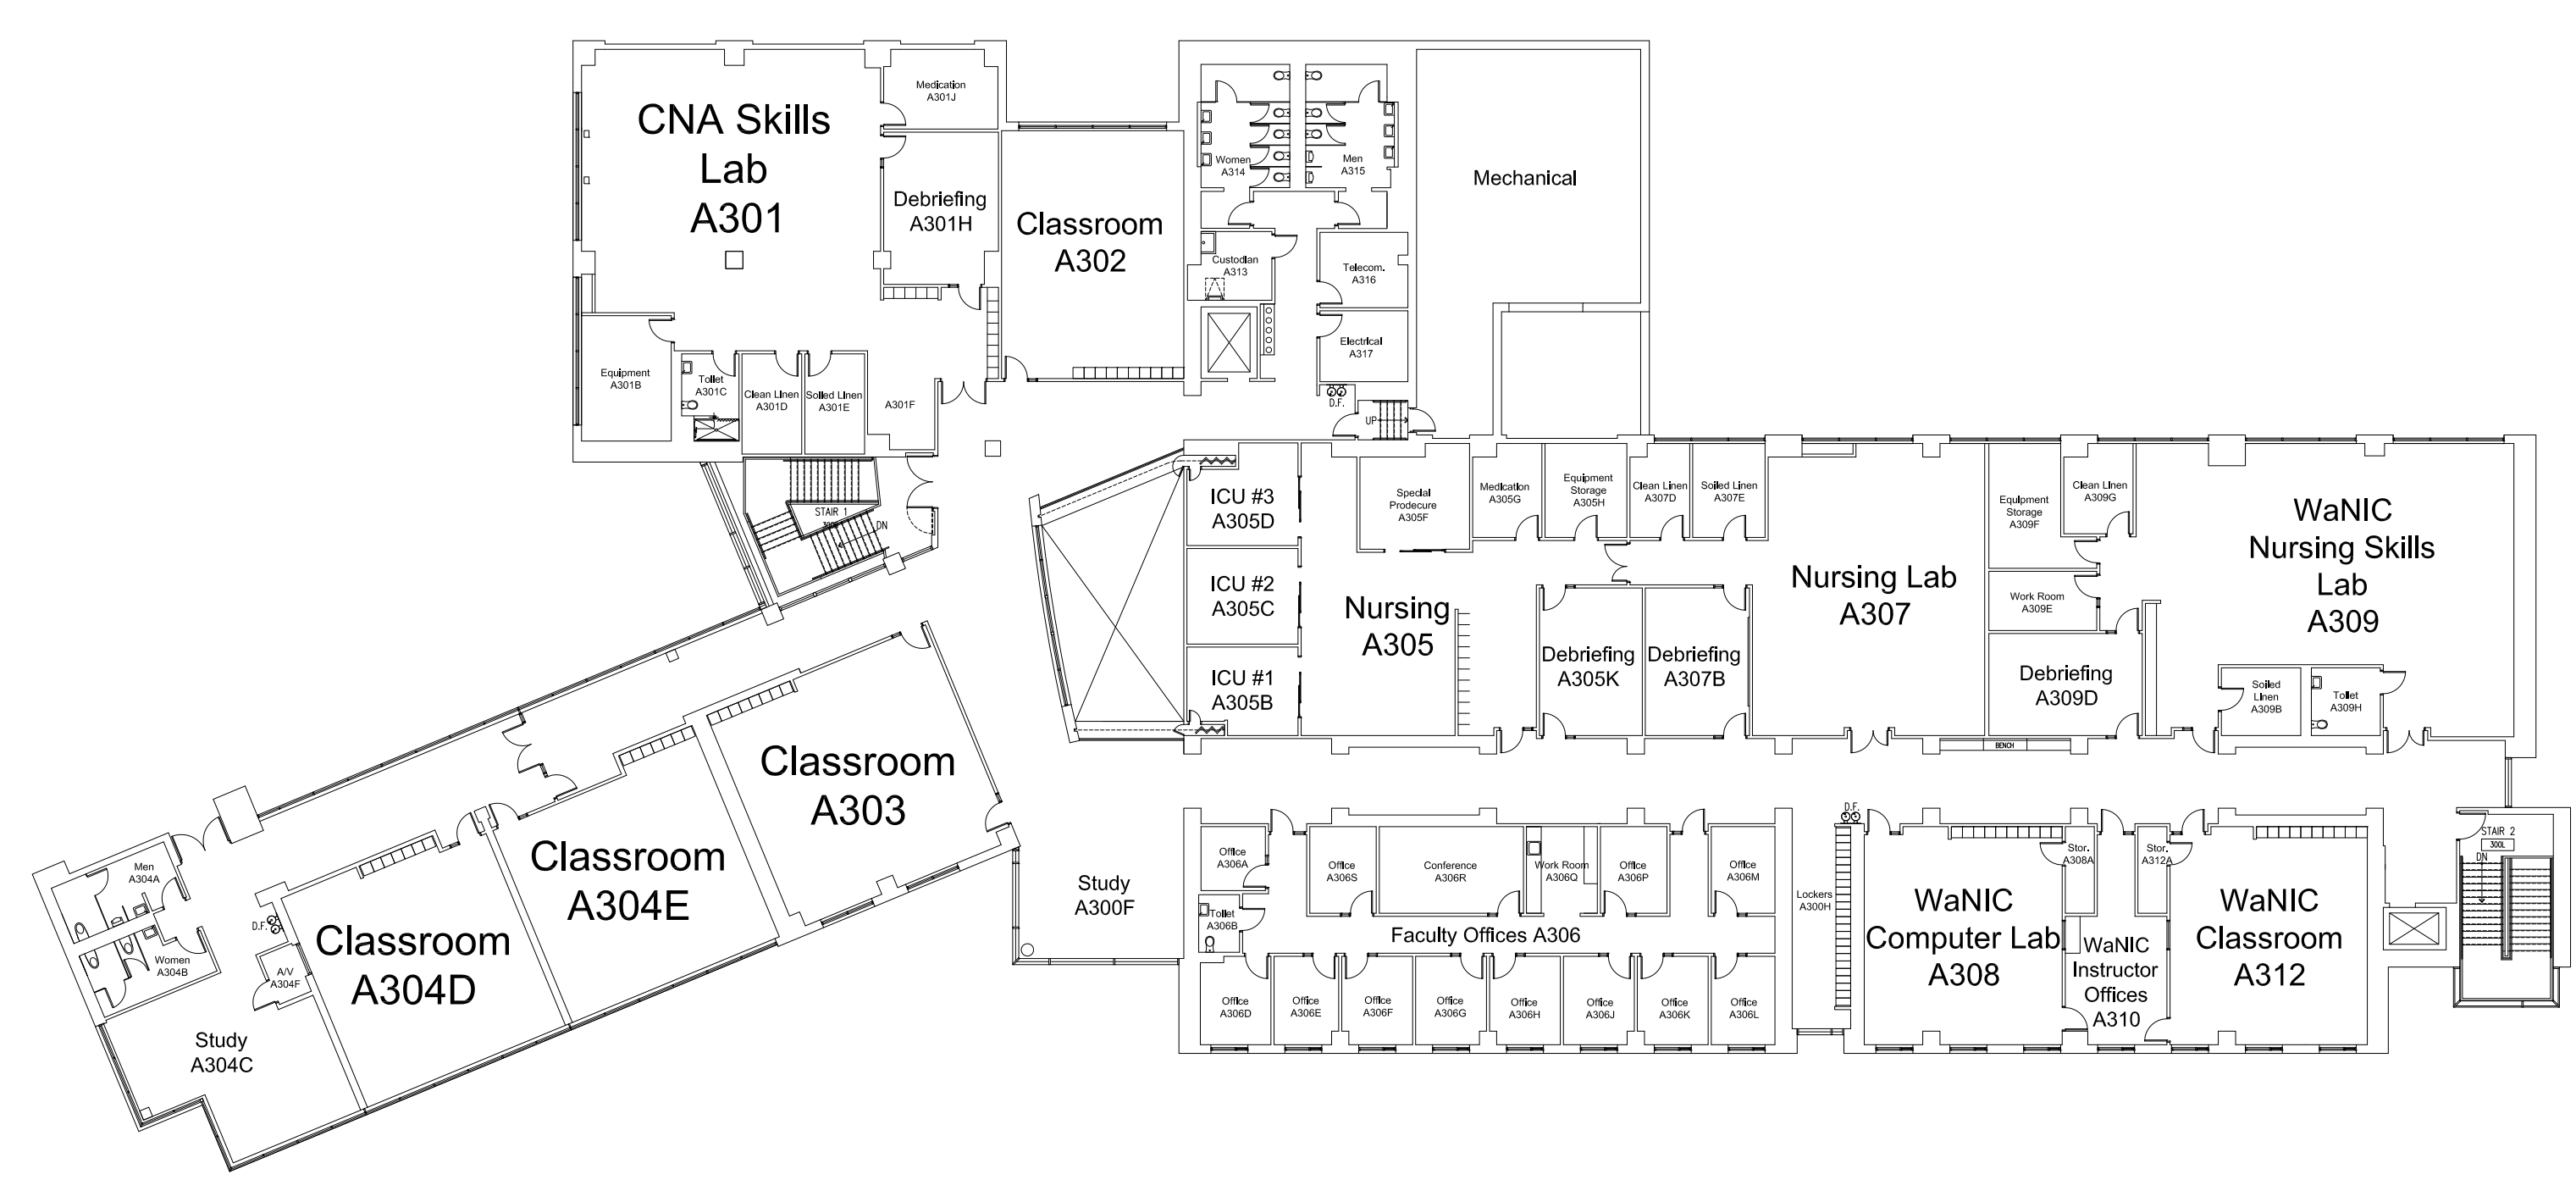 CNA Skills
Lab
A301
Medication
A301J
Debriefing
A301H
Classroom
A302
Women
A314
Men
A315
Mechanical
Custodian
A313
Telecom.
A316
Electrical
A317
D.F.
UP
Equipment
A301B
Toilet
A301C
Clean Linen
A301D
Soiled Linen
A301E
A301F
STAIR 1
DN
ICU #3
A305D
ICU #2
A305C
ICU #1
A305B
Special
Prodecure
A305F
Nursing
A305
Medication
A305G
Equipment
Storage
A305H
Clean Linen
A307D
Soiled Linen
A307E
Debriefing
A305K
Debriefing
A307B
Nursing Lab
A307
Equipment
Storage
A309F
Clean Linen
A309G
Work Room
A309E
Debriefing
A309D
BENCH
WaNIC
Nursing Skills
Lab
A309
Soiled
Linen
A309B
Toilet
A309H
Classroom
A303
Classroom
A304E
Classroom
A304D
Men
A304A
Women
A304B
D.F.
A/V
A304F
Study
A304C
Study
A300F
Office
A306A
Toilet
A306B
Office
A306S
Conference
A306R
Work Room
A306Q
Office
A306P
Office
A306M
Faculty Offices A306
Office
A306D
Office
A306E
Office
A306F
Office
A306G
Office
A306H
Office
A306J
Office
A306K
Office
A306L
Lockers
A300H
D.F.
WaNIC
Computer Lab
A308
Stor.
A308A
Stor.
A312A
WaNIC
Instructor
Offices
A310
WaNIC
Classroom
A312
STAIR 2
300L
DN